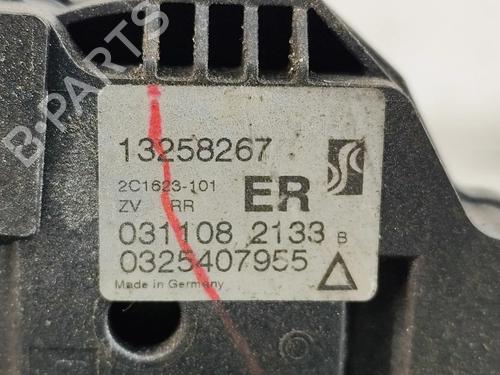 B-PARTS
13258267
2C1623-101
ZV RR
ER
031108 2133 B
0325407955
Made in Germany